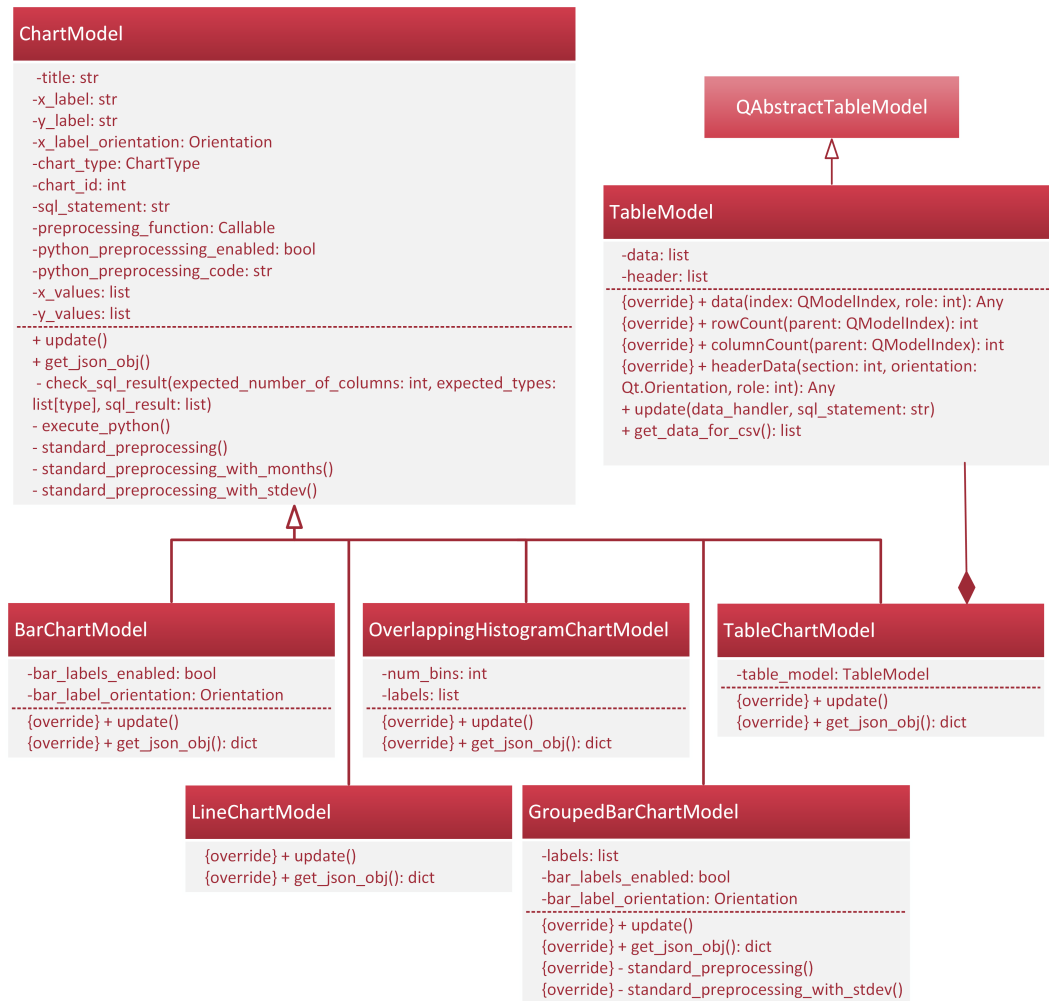 ChartModel
-title: str
-x_label: str
-y_label: str
-x_label_orientation: Orientation
-chart_type: ChartType
-chart_id: int
-sql_statement: str
-preprocessing_function: Callable
-python_preprocesssing_enabled: bool
-python_preprocessing_code: str
-x_values: list
-y_values: list
+ update()
+ get_json_obj()
- check_sql_result(expected_number_of_columns: int, expected_types:
list[type], sql_result: list)
- execute_python()
- standard_preprocessing()
- standard_preprocessing_with_months()
- standard_preprocessing_with_stdev()
QAbstractTableModel
TableModel
-data: list
-header: list
{override} + data(index: QModelIndex, role: int): Any
{override} + rowCount(parent: QModelIndex): int
{override} + columnCount(parent: QModelIndex): int
{override} + headerData(section: int, orientation:
Qt.Orientation, role: int): Any
+ update(data_handler, sql_statement: str)
+ get_data_for_csv(): list
BarChartModel
-bar_labels_enabled: bool
-bar_label_orientation: Orientation
{override} + update()
{override} + get_json_obj(): dict
OverlappingHistogramChartModel
-num_bins: int
-labels: list
{override} + update()
{override} + get_json_obj(): dict
TableChartModel
-table_model: TableModel
{override} + update()
{override} + get_json_obj(): dict
LineChartModel
{override} + update()
{override} + get_json_obj(): dict
GroupedBarChartModel
-labels: list
-bar_labels_enabled: bool
-bar_label_orientation: Orientation
{override} + update()
{override} + get_json_obj(): dict
{override} - standard_preprocessing()
{override} - standard_preprocessing_with_stdev()